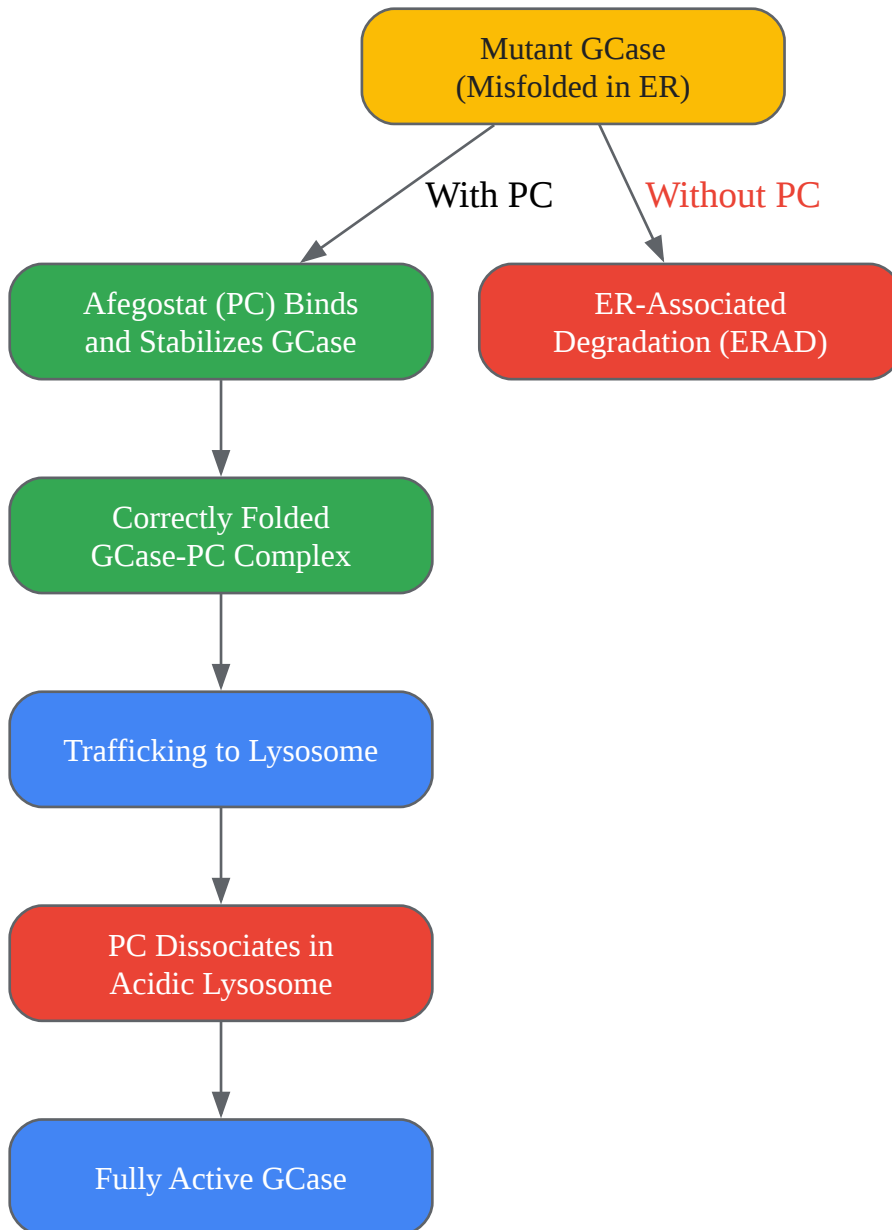 Mutant GCase
(Misfolded in ER)
With PC
Without PC
Afegostat (PC) Binds
and Stabilizes GCase
ER-Associated
Degradation (ERAD)
Correctly Folded
GCase-PC Complex
Trafficking to Lysosome
PC Dissociates in
Acidic Lysosome
Fully Active GCase